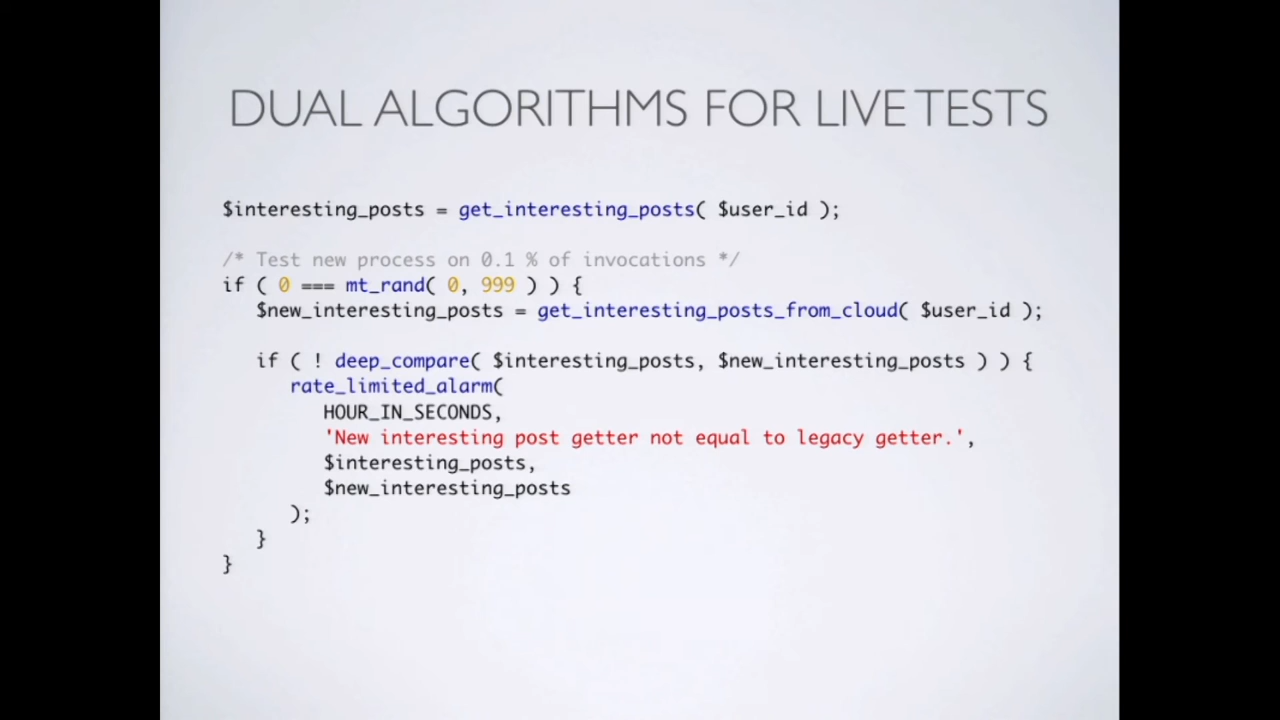 DUAL ALGORITHMS FOR LIVE TESTS
$interesting_posts = get_interesting_posts( $user_id );
/* Test new process on 0.1 % of invocations */
if ( 0 === mt_rand( 0, 999 ) ) {
$new_interesting_posts = get_interesting_posts_from_cloud( $user_id );
if ( ! deep_compare( $interesting_posts, $new_interesting_posts ) ) {
rate_limited_alarm(
HOUR_IN_SECONDS,
'New interesting post getter not equal to legacy getter.',
$interesting_posts,
$new_interesting_posts
);
}
}